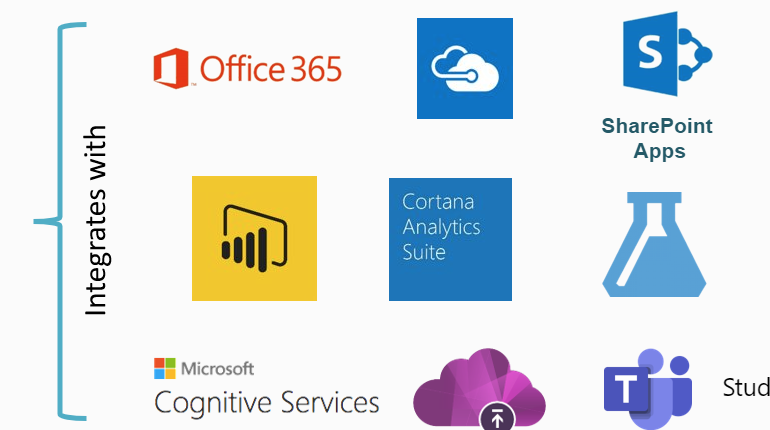 Integrates with
Office 365
S
SharePoint
Apps
Cortana
Analytics
Suite
Microsoft
Cognitive Services
T
Stud